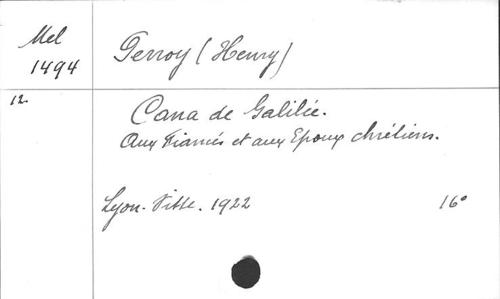 Mel
1494
Perroy (Henry)
12.
Cana de Galilée.
Aux Fiancés et aux Epoux chrétiens.
Lyon. Vitte. 1922
16°